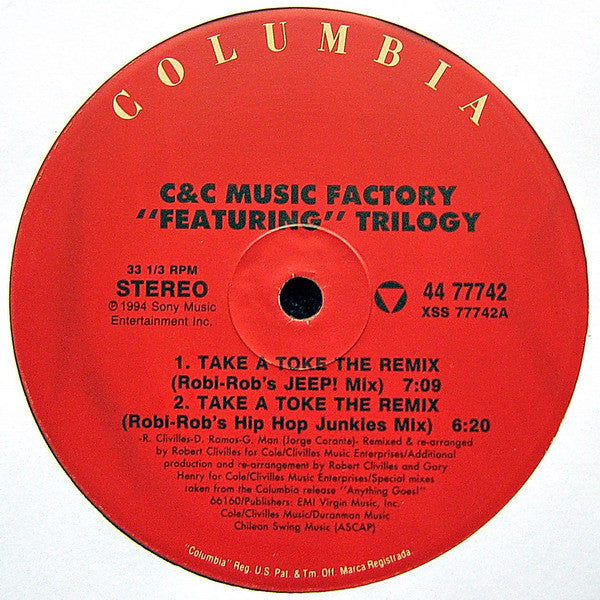 COLUMBIA
C&C MUSIC FACTORY
"FEATURING" TRILOGY
33 1/3 RPM
STEREO
℗ 1994 Sony Music
Entertainment Inc.
44 77742
XSS 77742A
1. TAKE A TOKE THE REMIX
(Robi-Rob's JEEP! Mix) 7:09
2. TAKE A TOKE THE REMIX
(Robi-Rob's Hip Hop Junkies Mix) 6:20
-R. Clivilles-D. Ramos-G. Man (Jorge Corante)- Remixed & re-arranged
by Robert Clivilles for Cole/Clivilles Music Enterprises/Additional
production and re-arrangement by Robert Clivilles and Gary
Henry for Cole/Clivilles Music Enterprises/Special mixes
taken from the Columbia release "Anything Goes!"
66160/Publishers: EMI Virgin Music, Inc.
Cole/Clivilles Music/Duranman Music
Chilean Swing Music (ASCAP)
"Columbia" Reg. U.S. Pat. & Tm. Off. Marca Registrada.